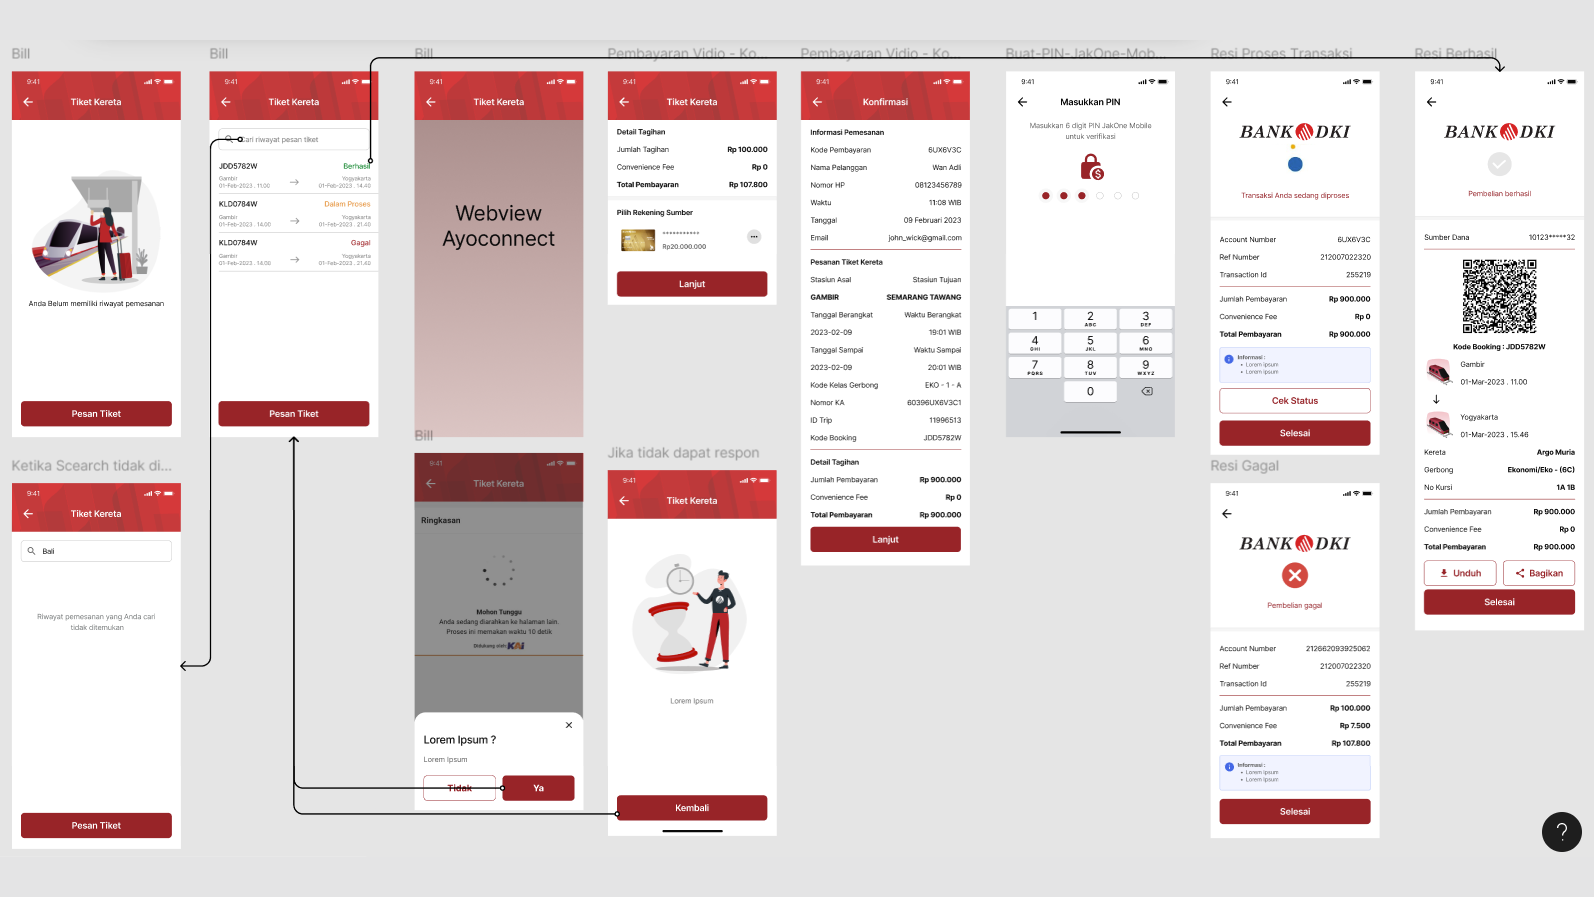 Bill
9:41
Tiket Kereta
Anda Belum memiliki riwayat pemesanan
Pesan Tiket
Bill
9:41
Tiket Kereta
Cari riwayat pesan tiket
JDD5782W Berhasil
Gambir Yogyakarta
01-Feb-2023 . 11.00 01-Feb-2023 . 14.40
KLD0784W Dalam Proses
Gambir Yogyakarta
01-Feb-2023 . 14.00 01-Feb-2023 . 21.40
KLD0784W Gagal
Gambir Yogyakarta
01-Feb-2023 . 14.00 01-Feb-2023 . 21.40
Pesan Tiket
Bill
9:41
Tiket Kereta
Webview
Ayoconnect
Pembayaran Vidio - Ko...
9:41
Tiket Kereta
Detail Tagihan
Jumlah Tagihan Rp 100.000
Convenience Fee Rp 0
Total Pembayaran Rp 107.800
Pilih Rekening Sumber
***********
Rp20.000.000
Lanjut
Pembayaran Vidio - Ko...
9:41
Konfirmasi
Informasi Pemesanan
Kode Pembayaran 6UX6V3C
Nama Pelanggan Wan Adli
Nomor HP 08123456789
Waktu 11:08 WIB
Tanggal 09 Februari 2023
Email john_wick@gmail.com
Pesanan Tiket Kereta
Stasiun Asal Stasiun Tujuan
GAMBIR SEMARANG TAWANG
Tanggal Berangkat Waktu Berangkat
2023-02-09 19:01 WIB
Tanggal Sampai Waktu Sampai
2023-02-09 20:01 WIB
Kode Kelas Gerbong EKO - 1 - A
Nomor KA 60396UX6V3C1
ID Trip 11996513
Kode Booking JDD5782W
Detail Tagihan
Jumlah Pembayaran Rp 900.000
Convenience Fee Rp 0
Total Pembayaran Rp 900.000
Lanjut
Buat-PIN-JakOne-Mob...
9:41
Masukkan PIN
Masukkan 6 digit PIN JakOne Mobile
untuk verifikasi
1 2 3
ABC DEF
4 5 6
GHI JKL MNO
7 8 9
PQRS TUV WXYZ
0
Resi Proses Transaksi
9:41
BANK DKI
Transaksi Anda sedang diproses
Account Number 6UX6V3C
Ref Number 212007022320
Transaction Id 255219
Jumlah Pembayaran Rp 900.000
Convenience Fee Rp 0
Total Pembayaran Rp 900.000
Informasi :
• Lorem ipsum
• Lorem ipsum
Cek Status
Selesai
Resi Berhasil
9:41
BANK DKI
Pembelian berhasil
Sumber Dana 10123*****32
Kode Booking : JDD5782W
Gambir
01-Mar-2023 . 11.00
Yogyakarta
01-Mar-2023 . 15.46
Kereta Argo Muria
Gerbong Ekonomi/Eko - (6C)
No Kursi 1A 1B
Jumlah Pembayaran Rp 900.000
Convenience Fee Rp 0
Total Pembayaran Rp 900.000
Unduh Bagikan
Selesai
Ketika Scearch tidak di...
9:41
Tiket Kereta
Bali
Riwayat pemesanan yang Anda cari
tidak ditemukan
Pesan Tiket
Bill
9:41
Tiket Kereta
Ringkasan
Mohon Tunggu
Anda sedang diarahkan ke halaman lain.
Proses ini memakan waktu 10 detik
Didukung oleh KAI
Lorem Ipsum ?
Lorem Ipsum
Tidak Ya
Jika tidak dapat respon
9:41
Tiket Kereta
Lorem Ipsum
Kembali
Resi Gagal
9:41
BANK DKI
Pembelian gagal
Account Number 212662093925062
Ref Number 212007022320
Transaction Id 255219
Jumlah Pembayaran Rp 100.000
Convenience Fee Rp 7.500
Total Pembayaran Rp 107.800
Informasi :
• Lorem ipsum
• Lorem ipsum
Selesai
?